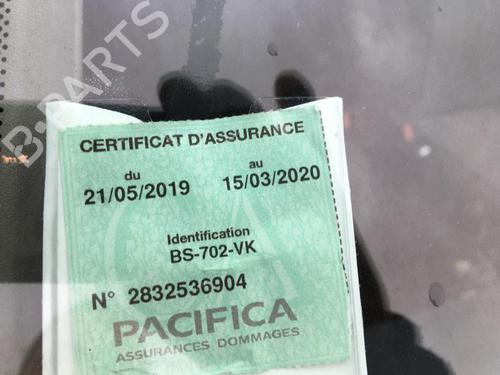 B-PARTS
CERTIFICAT D'ASSURANCE
du au
21/05/2019 15/03/2020
Identification
BS-702-VK
N° 2832536904
PACIFICA
ASSURANCES DOMMAGES